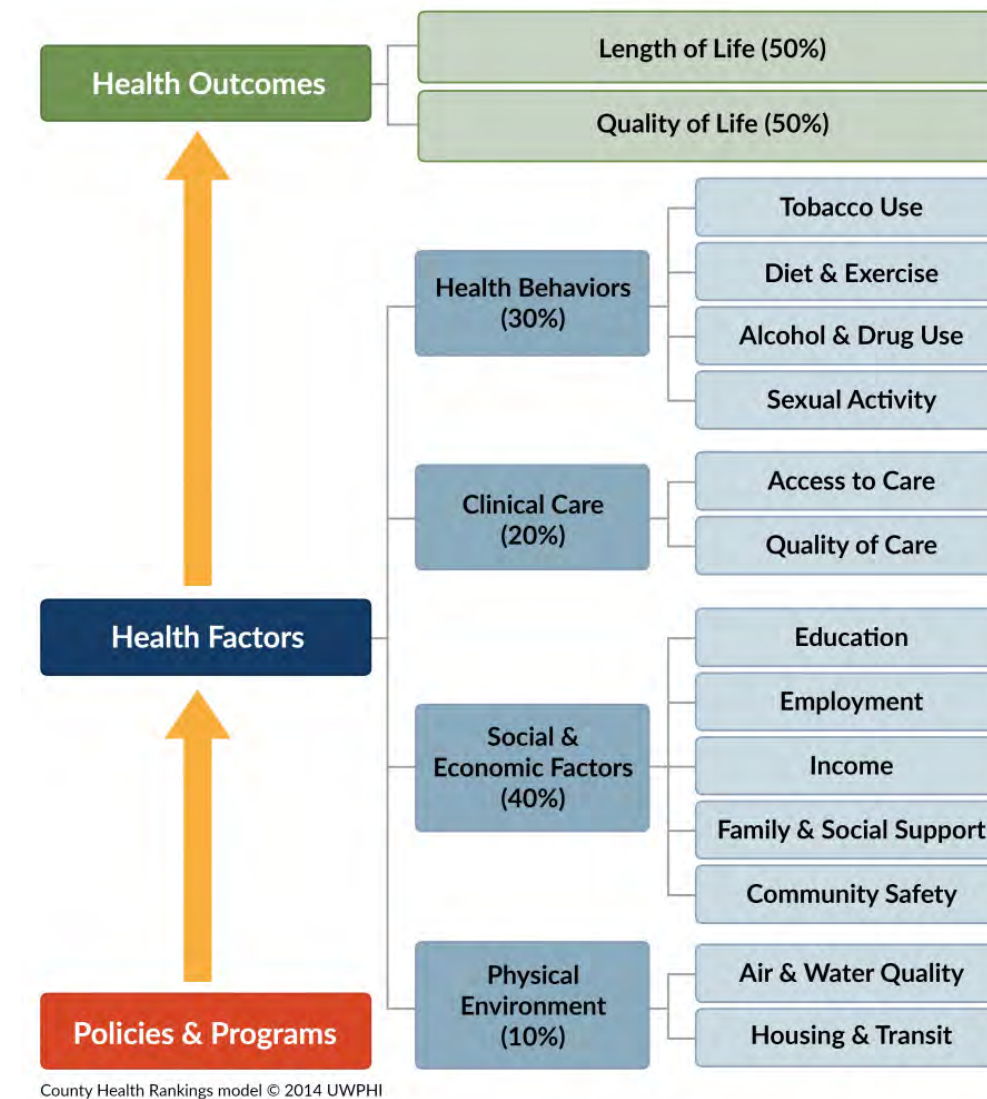 Health Outcomes
Length of Life (50%)
Quality of Life (50%)
Health Behaviors
(30%)
Tobacco Use
Diet & Exercise
Alcohol & Drug Use
Sexual Activity
Clinical Care
(20%)
Access to Care
Quality of Care
Health Factors
Social &
Economic Factors
(40%)
Education
Employment
Income
Family & Social Support
Community Safety
Physical
Environment
(10%)
Air & Water Quality
Housing & Transit
Policies & Programs
County Health Rankings model © 2014 UWPHI